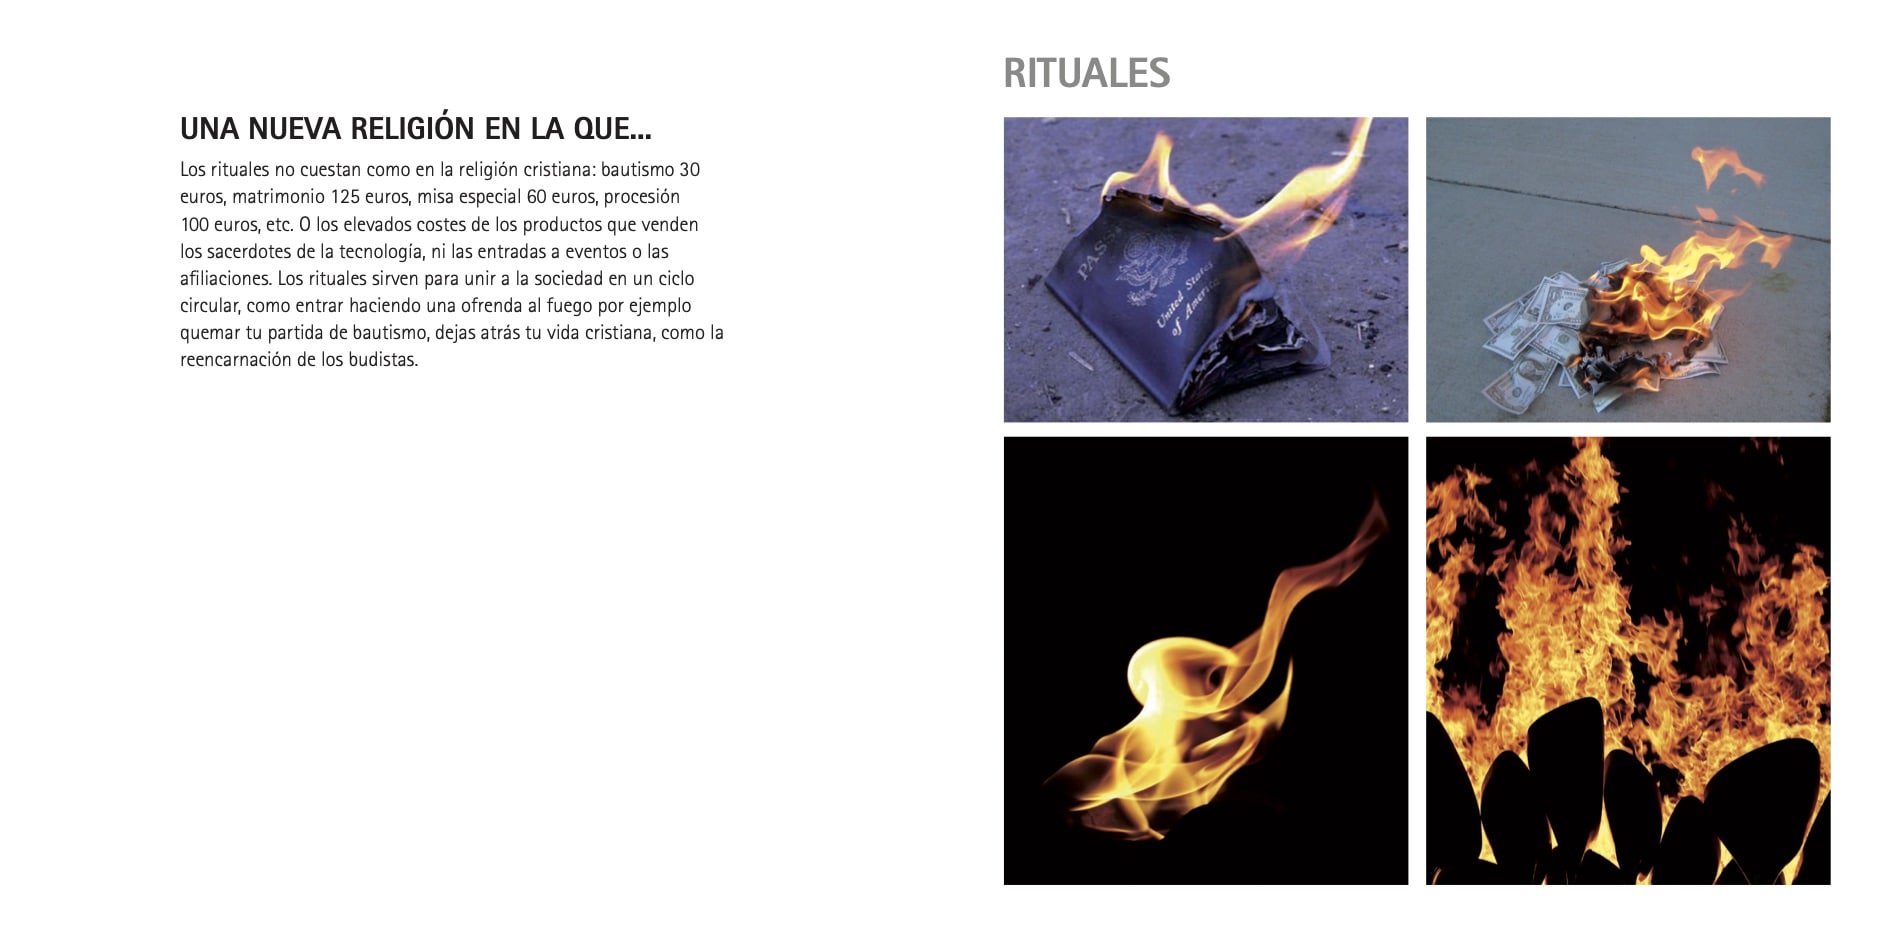 UNA NUEVA RELIGIÓN EN LA QUE...
Los rituales no cuestan como en la religión cristiana: bautismo 30
euros, matrimonio 125 euros, misa especial 60 euros, procesión
100 euros, etc. O los elevados costes de los productos que venden
los sacerdotes de la tecnología, ni las entradas a eventos o las
afiliaciones. Los rituales sirven para unir a la sociedad en un ciclo
circular, como entrar haciendo una ofrenda al fuego por ejemplo
quemar tu partida de bautismo, dejas atrás tu vida cristiana, como la
reencarnación de los budistas.
RITUALES
PASS
United States
of America